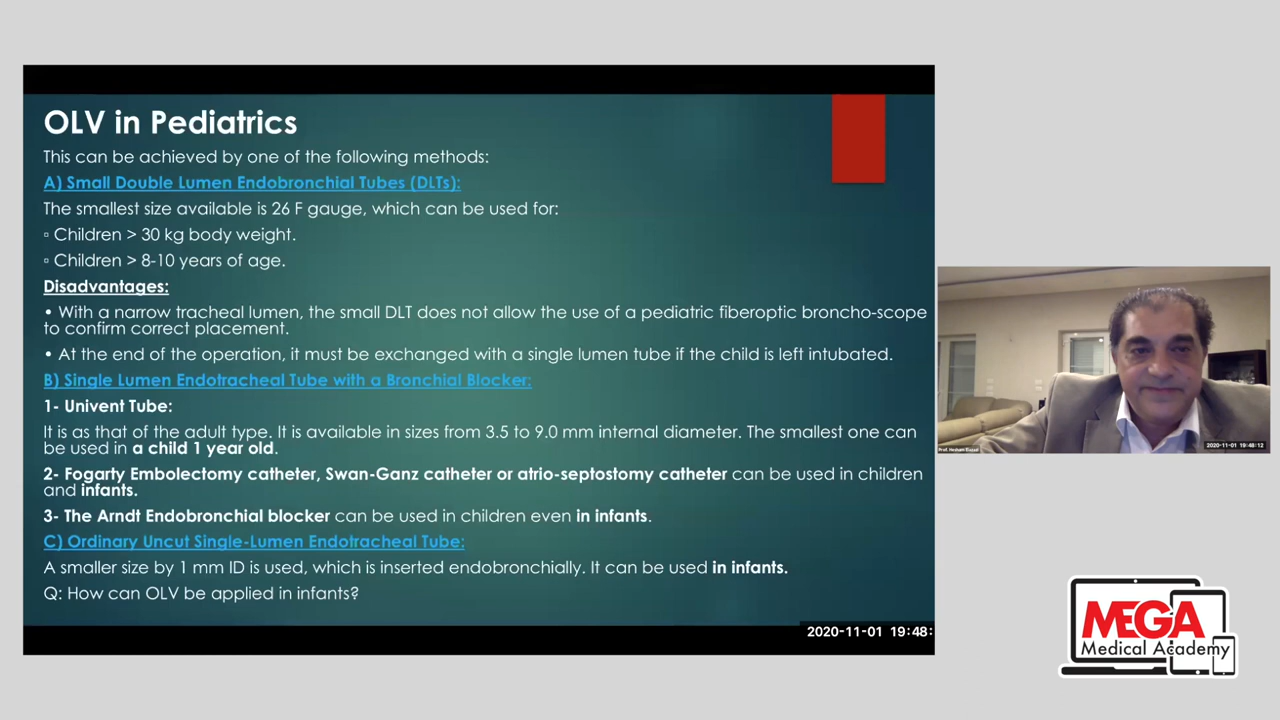 OLV in Pediatrics
This can be achieved by one of the following methods:
A) Small Double Lumen Endobronchial Tubes (DLTs):
The smallest size available is 26 F gauge, which can be used for:
▫ Children > 30 kg body weight.
▫ Children > 8-10 years of age.
Disadvantages:
• With a narrow tracheal lumen, the small DLT does not allow the use of a pediatric fiberoptic broncho-scope
to confirm correct placement.
• At the end of the operation, it must be exchanged with a single lumen tube if the child is left intubated.
B) Single Lumen Endotracheal Tube with a Bronchial Blocker:
1- Univent Tube:
It is as that of the adult type. It is available in sizes from 3.5 to 9.0 mm internal diameter. The smallest one can
be used in a child 1 year old.
2- Fogarty Embolectomy catheter, Swan-Ganz catheter or atrio-septostomy catheter can be used in children
and infants.
3- The Arndt Endobronchial blocker can be used in children even in infants.
C) Ordinary Uncut Single-Lumen Endotracheal Tube:
A smaller size by 1 mm ID is used, which is inserted endobronchially. It can be used in infants.
Q: How can OLV be applied in infants?
2020-11-01 19:48:
2020-11-01 19:48:12
MEGA
Medical Academy